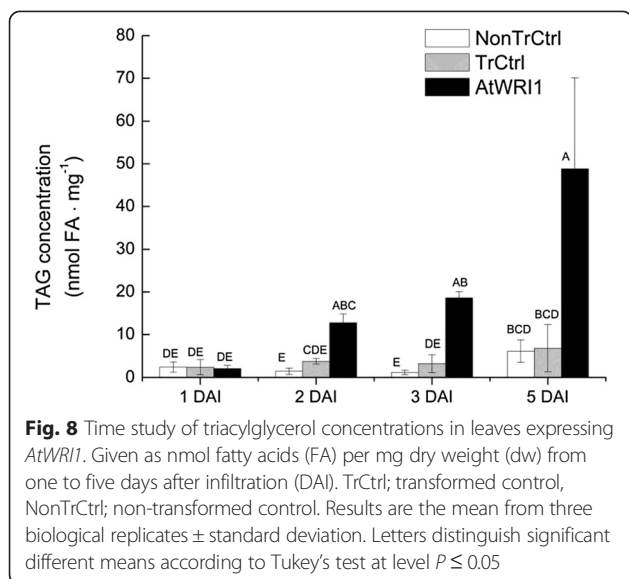 NonTrCtrl
TrCtrl
AtWRI1
TAG concentration
(nmol FA · mg⁻¹)
80
70
60
50
40
30
20
10
0
DE DE DE
E CDE ABC
E DE AB
BCD BCD A
1 DAI 2 DAI 3 DAI 5 DAI
Fig. 8 Time study of triacylglycerol concentrations in leaves expressing
AtWRI1. Given as nmol fatty acids (FA) per mg dry weight (dw) from
one to five days after infiltration (DAI). TrCtrl; transformed control,
NonTrCtrl; non-transformed control. Results are the mean from three
biological replicates ± standard deviation. Letters distinguish significant
different means according to Tukey's test at level P ≤ 0.05